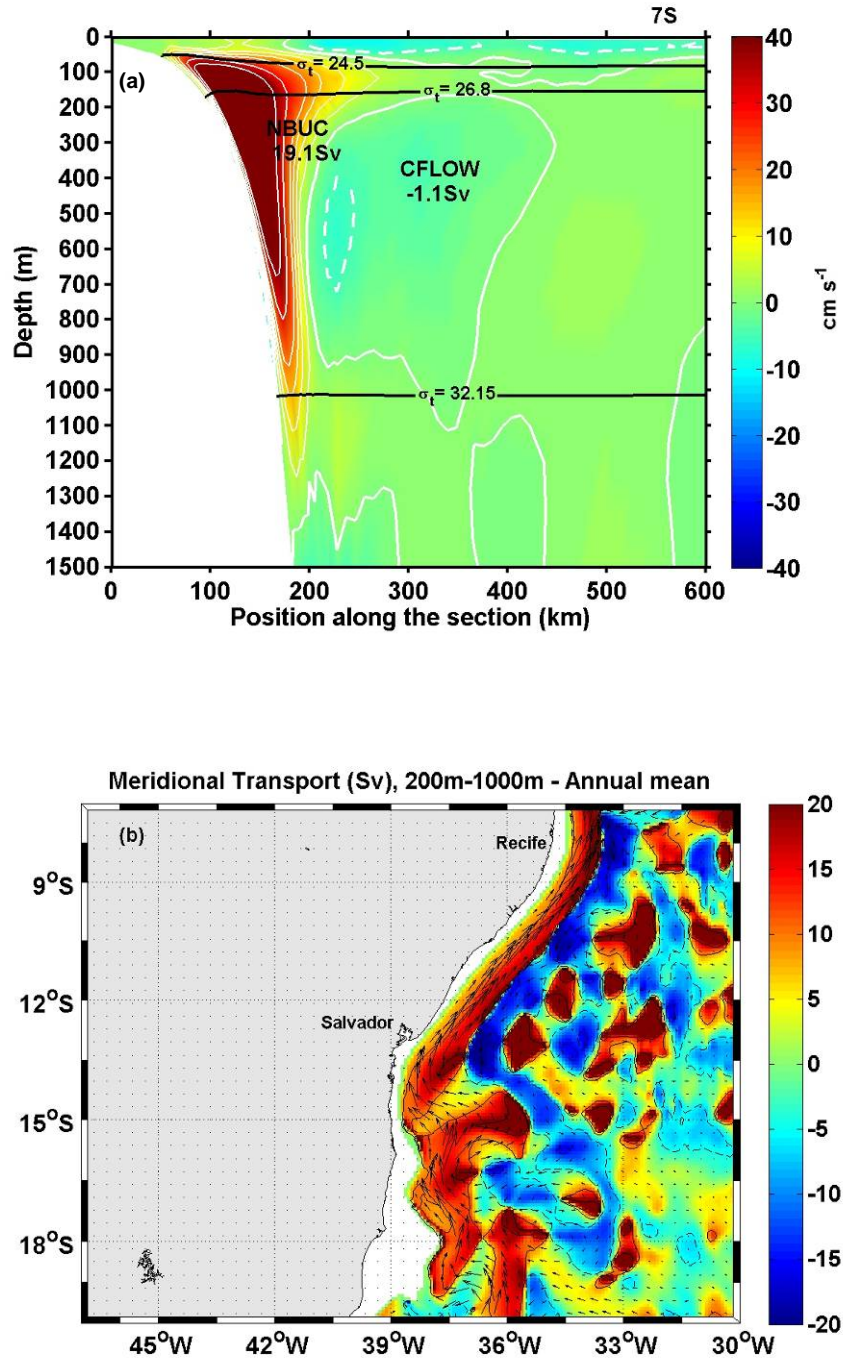 7S
(a)
σt= 24.5
σt= 26.8
NBUC
19.1Sv
CFLOW
-1.1Sv
σt= 32.15
Depth (m)
0
100
200
300
400
500
600
700
800
900
1000
1100
1200
1300
1400
1500
0 100 200 300 400 500 600
Position along the section (km)
40
30
20
10
0
-10
-20
-30
-40
cm s-1
Meridional Transport (Sv), 200m-1000m - Annual mean
(b)
Recife
Salvador
9°S
12°S
15°S
18°S
45°W 42°W 39°W 36°W 33°W 30°W
20
15
10
5
0
-5
-10
-15
-20